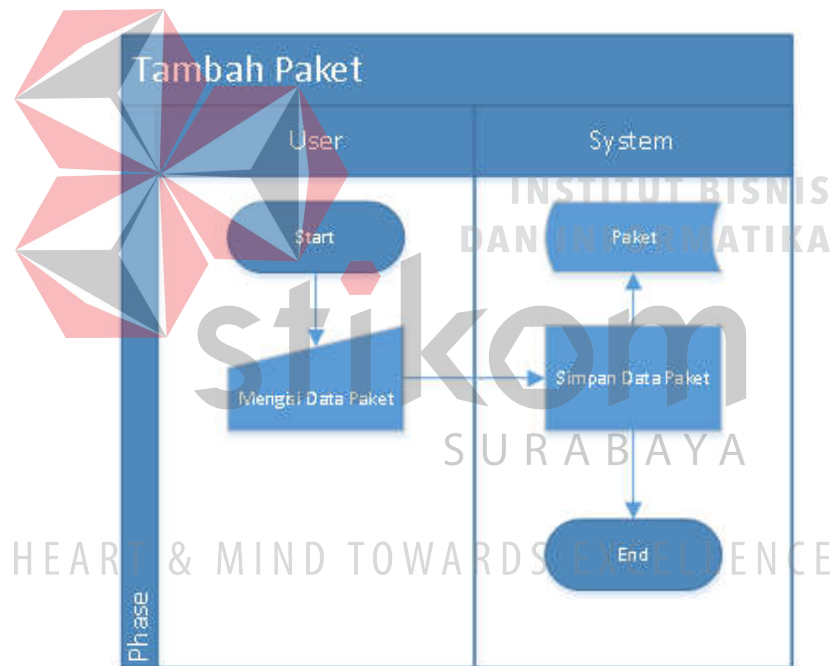 Tambah Paket
User
System
INSTITUT BISNIS
DAN INFORMATIKA
Start
Paket
stikom
Mengisi Data Paket
Simpan Data Paket
SURABAYA
HEART & MIND TOWARDS EXCELLENCE
End
Phase